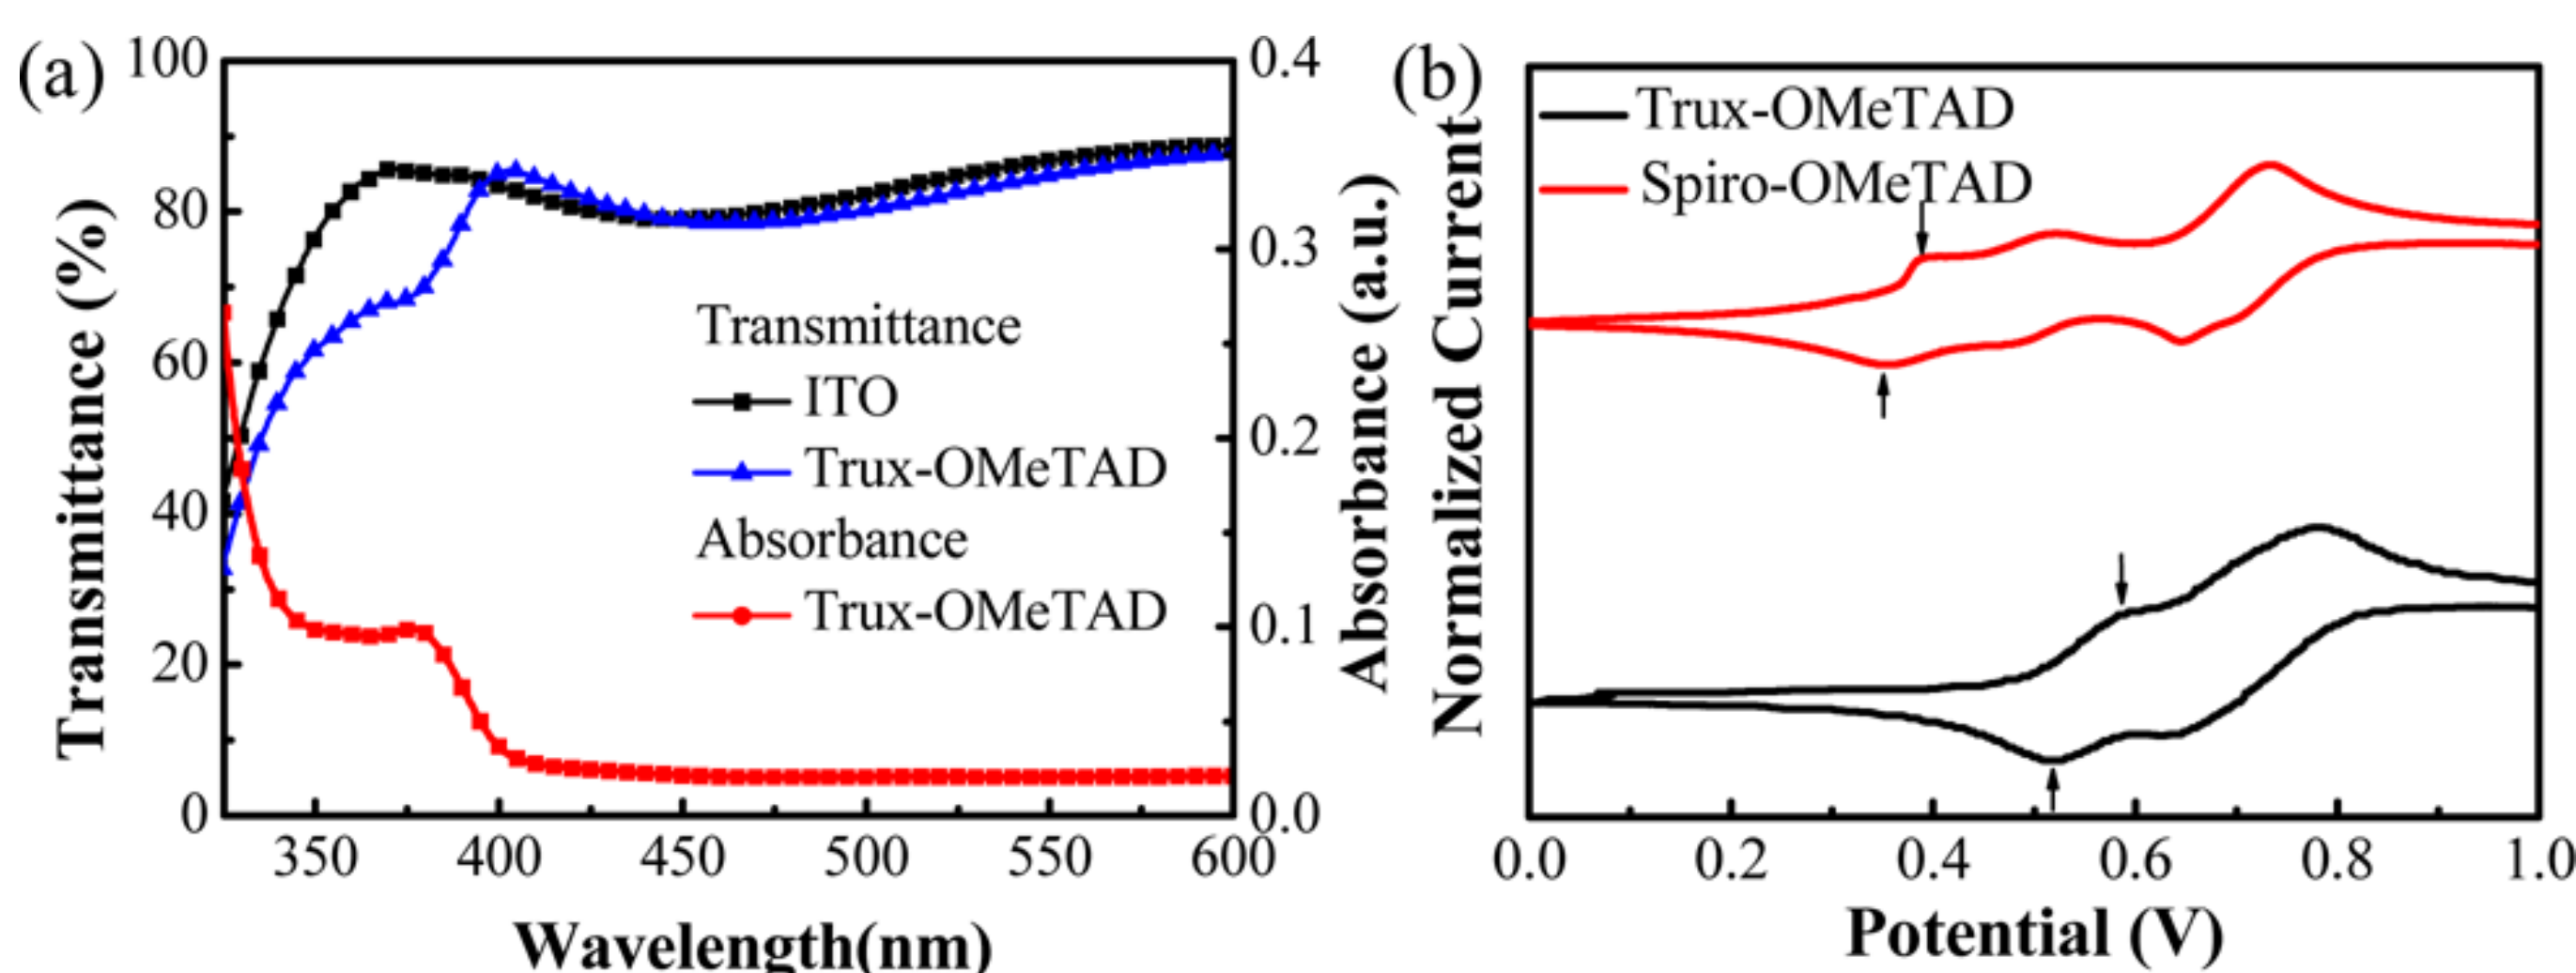 (a)
Transmittance (%)
100
80
60
40
20
0
350 400 450 500 550 600
Wavelength(nm)
0.4
0.3
0.2
0.1
0.0
Absorbance (a.u.)
Transmittance
ITO
Trux-OMeTAD
Absorbance
Trux-OMeTAD
(b)
Normalized Current
Trux-OMeTAD
Spiro-OMeTAD
0.0 0.2 0.4 0.6 0.8 1.0
Potential (V)